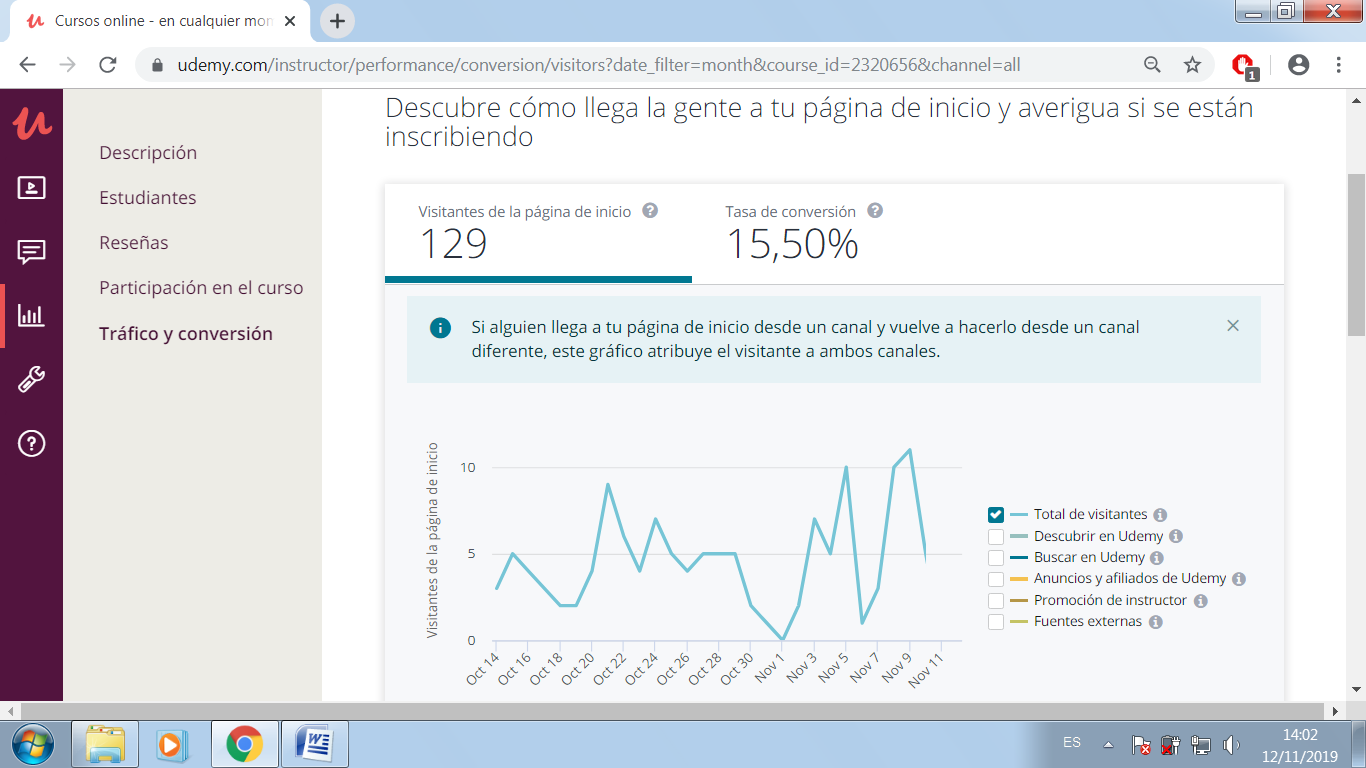 Cursos online - en cualquier mon
udemy.com/instructor/performance/conversion/visitors?date_filter=month&course_id=2320656&channel=all
1
Descubre cómo llega la gente a tu página de inicio y averigua si se están
inscribiendo
Descripción
Estudiantes
Reseñas
Participación en el curso
Tráfico y conversión
Visitantes de la página de inicio
129
Tasa de conversión
15,50%
Si alguien llega a tu página de inicio desde un canal y vuelve a hacerlo desde un canal
diferente, este gráfico atribuye el visitante a ambos canales.
Visitantes de la página de inicio
10
5
0
Oct 14
Oct 16
Oct 18
Oct 20
Oct 22
Oct 24
Oct 26
Oct 28
Oct 30
Nov 1
Nov 3
Nov 5
Nov 7
Nov 9
Nov 11
Total de visitantes
Descubrir en Udemy
Buscar en Udemy
Anuncios y afiliados de Udemy
Promoción de instructor
Fuentes externas
ES
14:02
12/11/2019